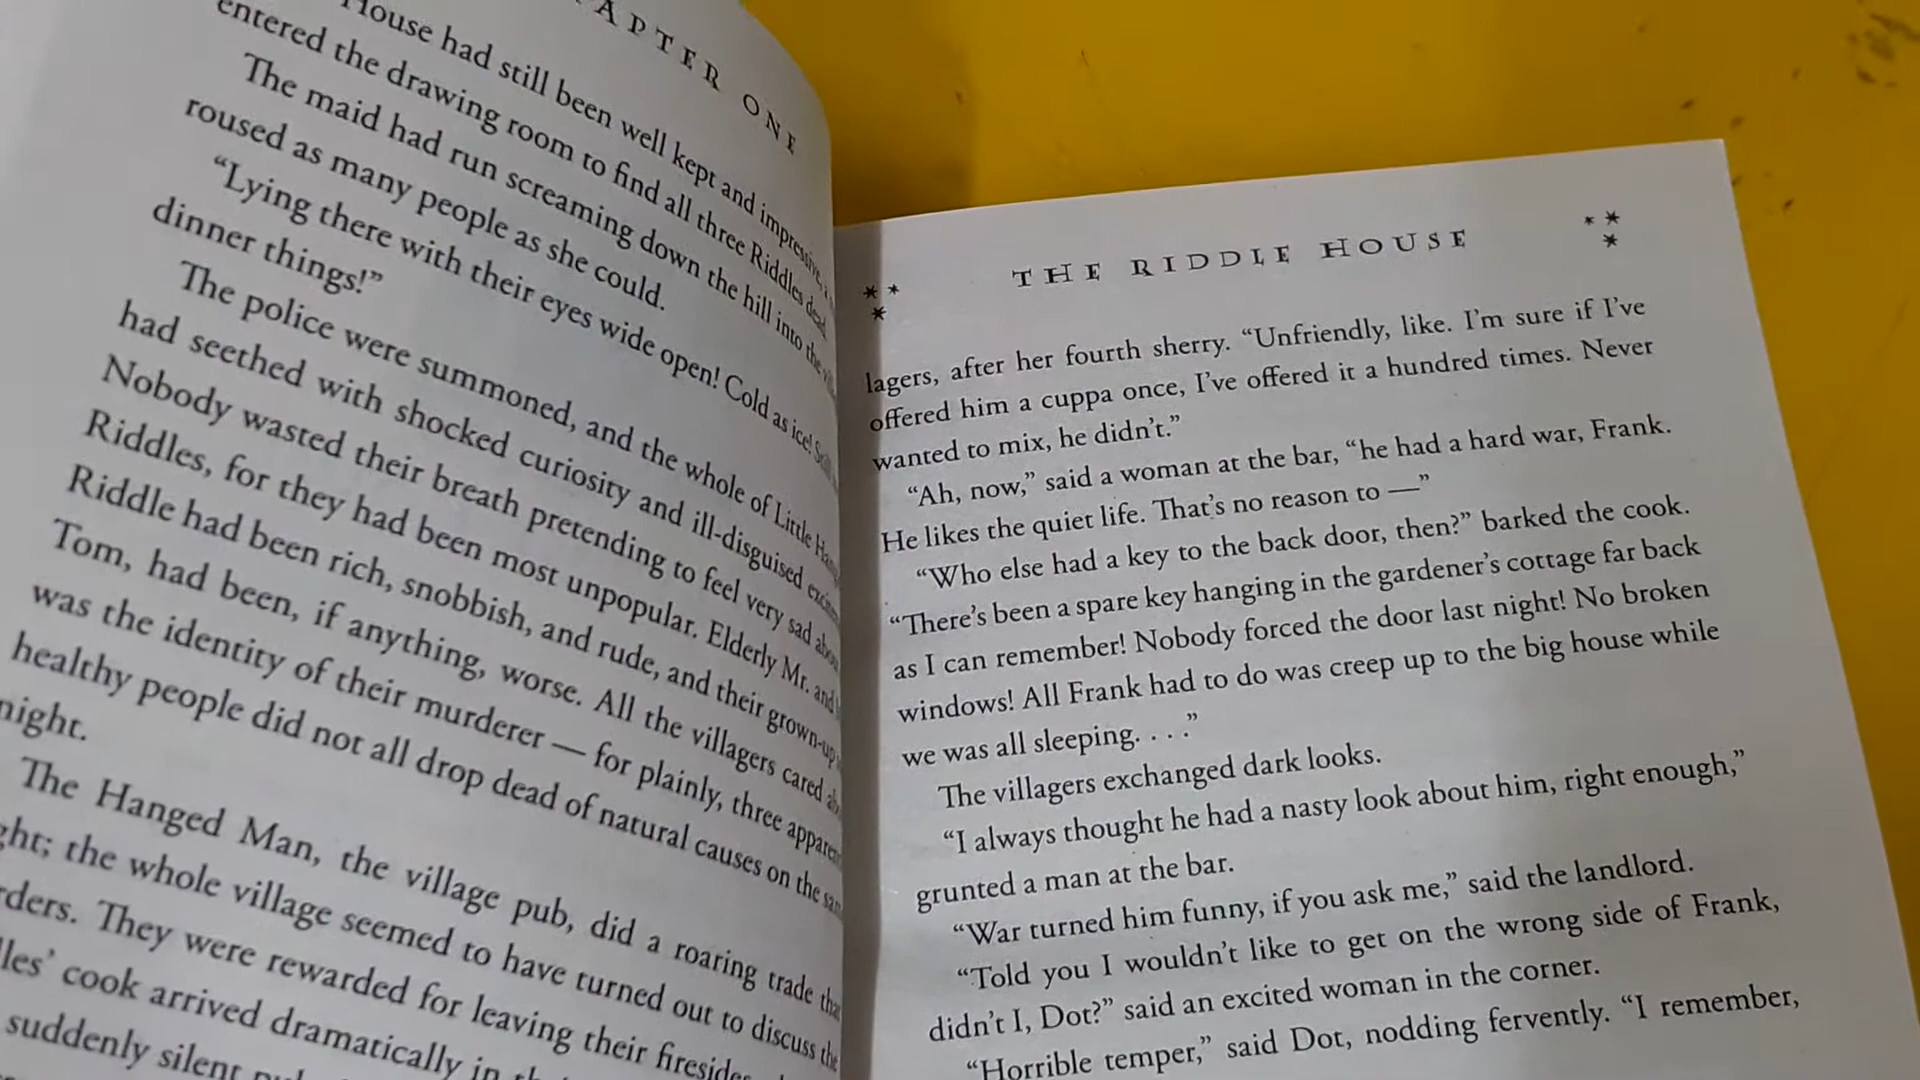 APTER ONE
House had still been well kept and impressive,
entered the drawing room to find all three Riddles dead.
The maid had run screaming down the hill into the
roused as many people as she could.
“Lying there with their eyes wide open! Cold as ice!
dinner things!”
The police were summoned, and the whole of Little
had seethed with shocked curiosity and ill-disguised
Nobody wasted their breath pretending to feel very sad
Riddles, for they had been most unpopular. Elderly Mr. and
Riddle had been rich, snobbish, and rude, and their grown-up
Tom, had been, if anything, worse. All the villagers cared
was the identity of their murderer — for plainly, three
healthy people did not all drop dead of natural causes on the
night.
The Hanged Man, the village pub, did a roaring trade
the whole village seemed to have turned out to discuss the
They were rewarded for leaving their
cook arrived dramatically in
suddenly silent
THE RIDDLE HOUSE
lagers, after her fourth sherry. “Unfriendly, like. I’m sure if I’ve
offered him a cuppa once, I’ve offered it a hundred times. Never
wanted to mix, he didn’t.”
“Ah, now,” said a woman at the bar, “he had a hard war, Frank.
He likes the quiet life. That’s no reason to —”
“Who else had a key to the back door, then?” barked the cook.
“There’s been a spare key hanging in the gardener’s cottage far back
as I can remember! Nobody forced the door last night! No broken
windows! All Frank had to do was creep up to the big house while
we was all sleeping. . . .”
The villagers exchanged dark looks.
“I always thought he had a nasty look about him, right enough,”
grunted a man at the bar.
“War turned him funny, if you ask me,” said the landlord.
“Told you I wouldn’t like to get on the wrong side of Frank,
didn’t I, Dot?” said an excited woman in the corner.
“Horrible temper,” said Dot, nodding fervently. “I remember,